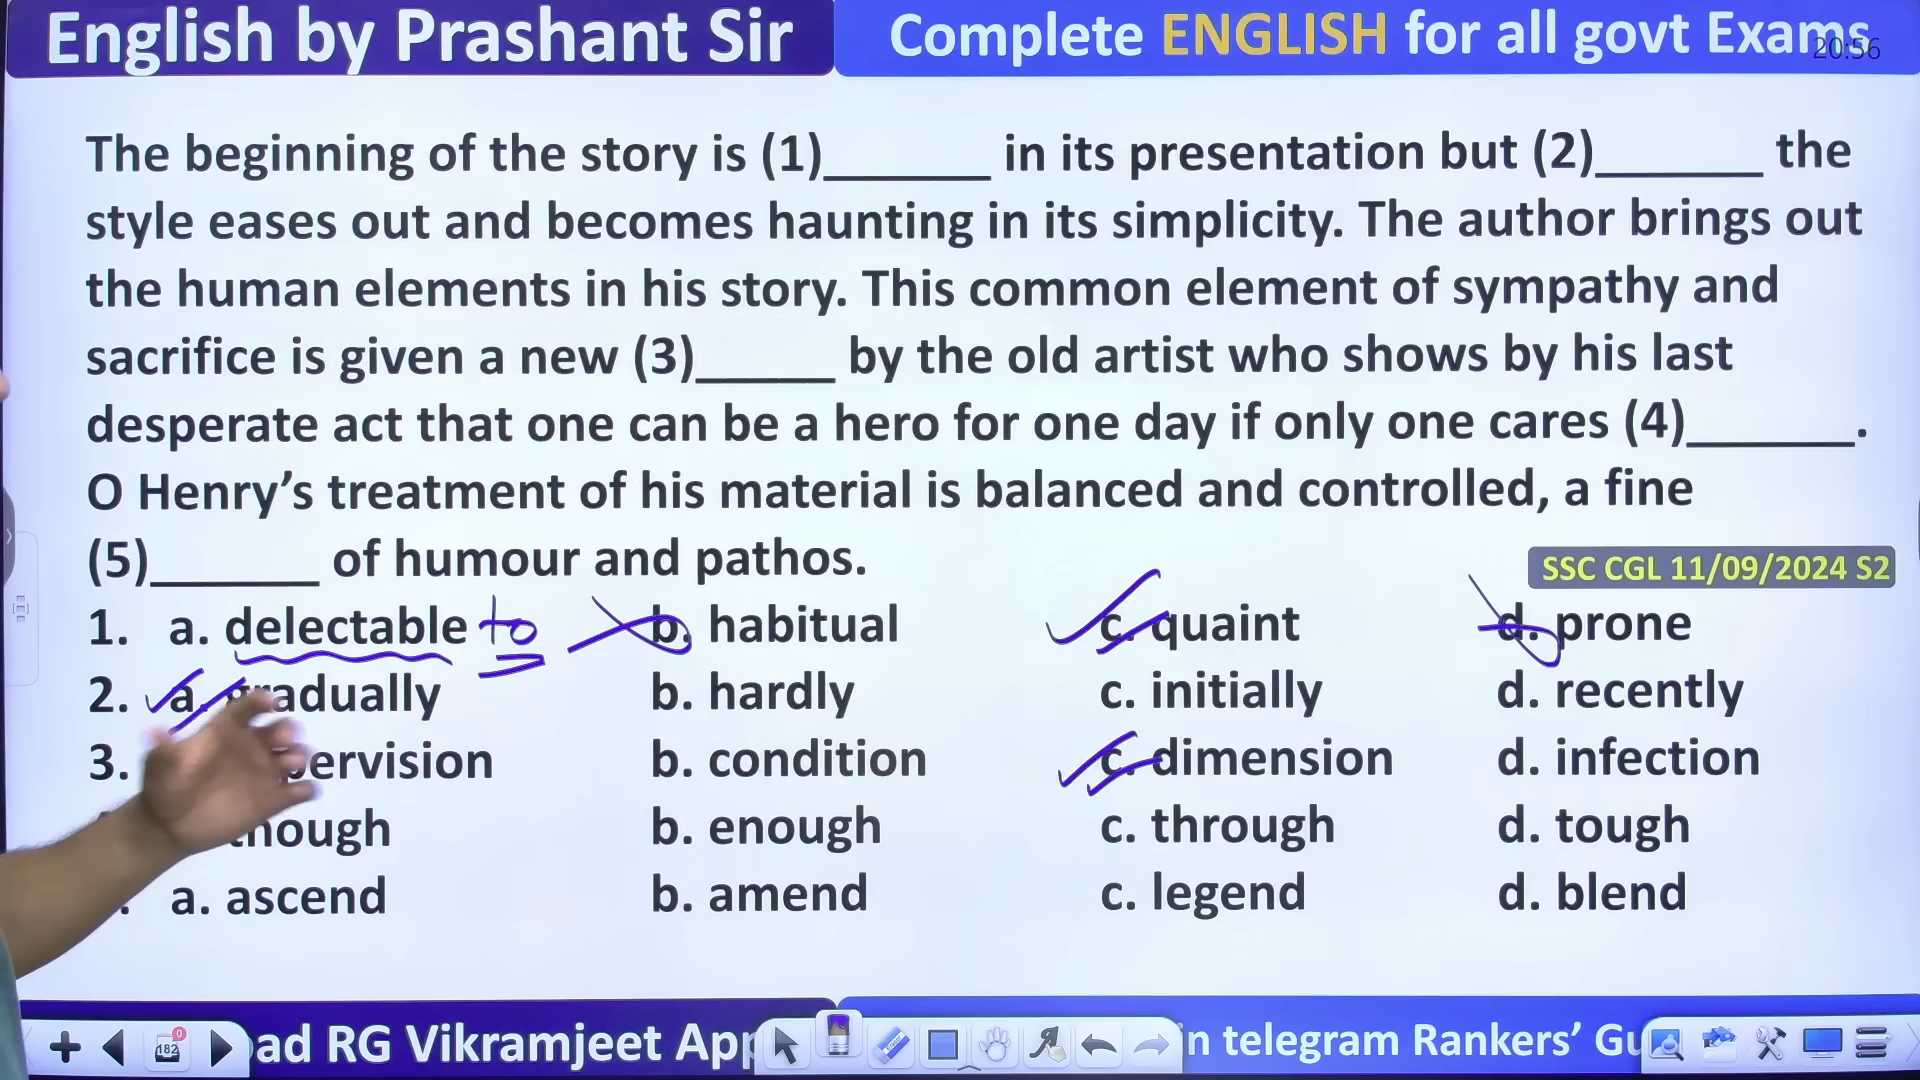 English by Prashant Sir
Complete ENGLISH for all govt Exams
20:56
The beginning of the story is (1)______ in its presentation but (2)______ the
style eases out and becomes haunting in its simplicity. The author brings out
the human elements in his story. This common element of sympathy and
sacrifice is given a new (3)_____ by the old artist who shows by his last
desperate act that one can be a hero for one day if only one cares (4)______.
O Henry's treatment of his material is balanced and controlled, a fine
(5)______ of humour and pathos.
SSC CGL 11/09/2024 S2
1. a. delectable to b. habitual c. quaint d. prone
2. a. gradually b. hardly c. initially d. recently
3. pervision b. condition c. dimension d. infection
though b. enough c. through d. tough
a. ascend b. amend c. legend d. blend
182
0
ad RG Vikramjeet App
in telegram Rankers' Gu